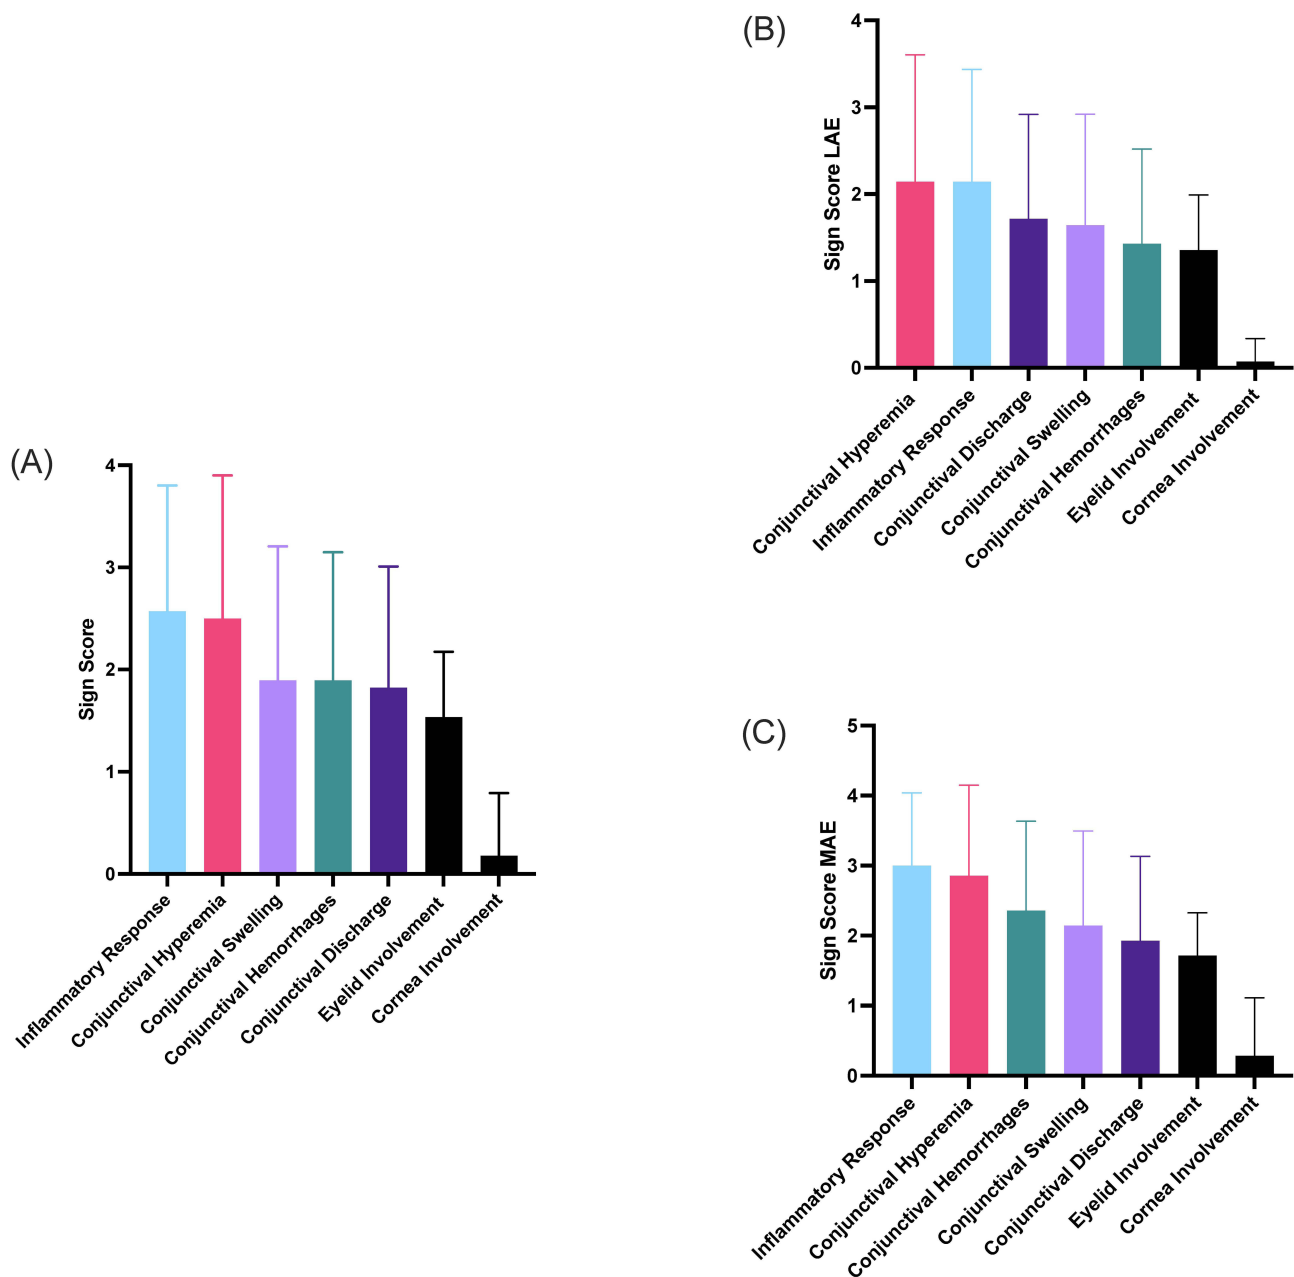 (A)
Sign Score
4
3
2
1
0
Inflammatory Response
Conjunctival Hyperemia
Conjunctival Swelling
Conjunctival Hemorrhages
Conjunctival Discharge
Eyelid Involvement
Cornea Involvement
(B)
Sign Score LAE
4
3
2
1
0
Conjunctival Hyperemia
Inflammatory Response
Conjunctival Discharge
Conjunctival Swelling
Conjunctival Hemorrhages
Eyelid Involvement
Cornea Involvement
(C)
Sign Score MAE
5
4
3
2
1
0
Inflammatory Response
Conjunctival Hyperemia
Conjunctival Hemorrhages
Conjunctival Swelling
Conjunctival Discharge
Eyelid Involvement
Cornea Involvement